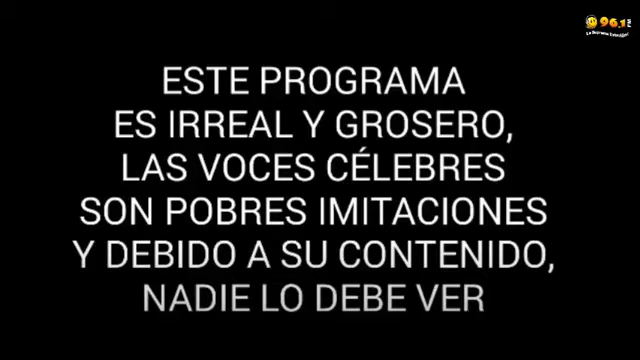 96.1
ESTE PROGRAMA
ES IRREAL Y GROSERO,
LAS VOCES CÉLEBRES
SON POBRES IMITACIONES
Y DEBIDO A SU CONTENIDO,
NADIE LO DEBE VER